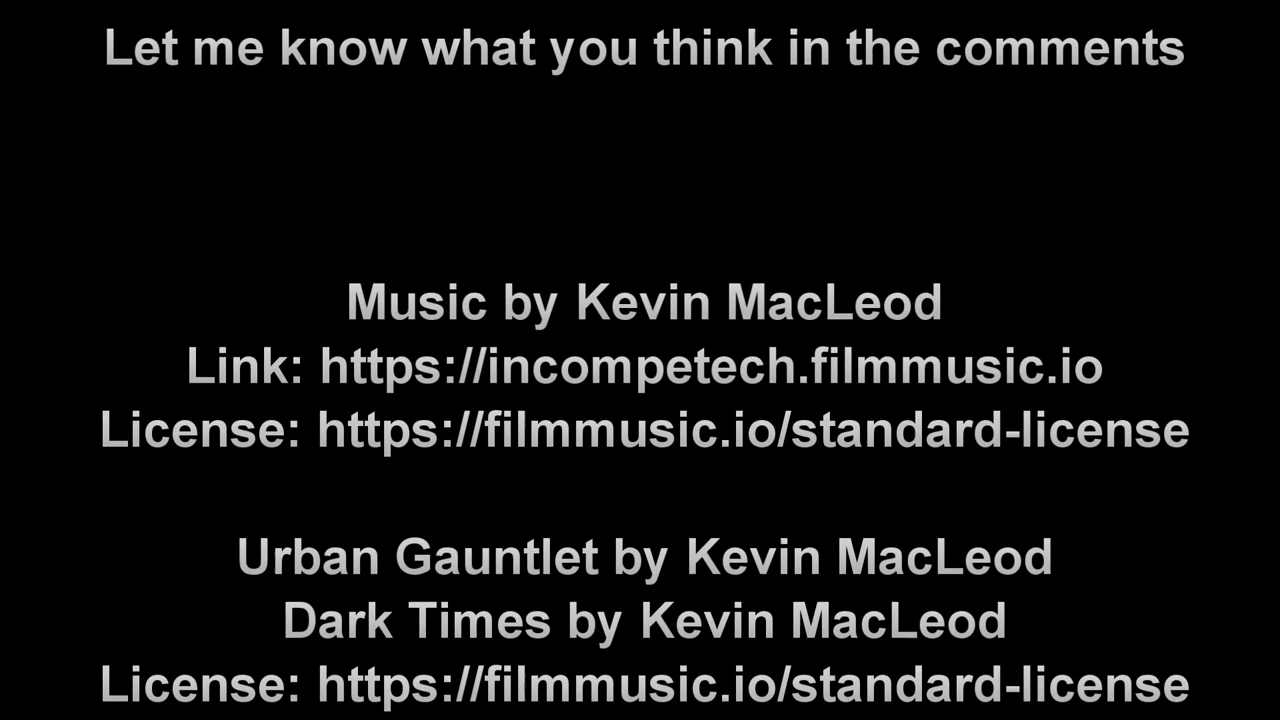 Let me know what you think in the comments
Music by Kevin MacLeod
Link: https://incompetech.filmmusic.io
License: https://filmmusic.io/standard-license
Urban Gauntlet by Kevin MacLeod
Dark Times by Kevin MacLeod
License: https://filmmusic.io/standard-license